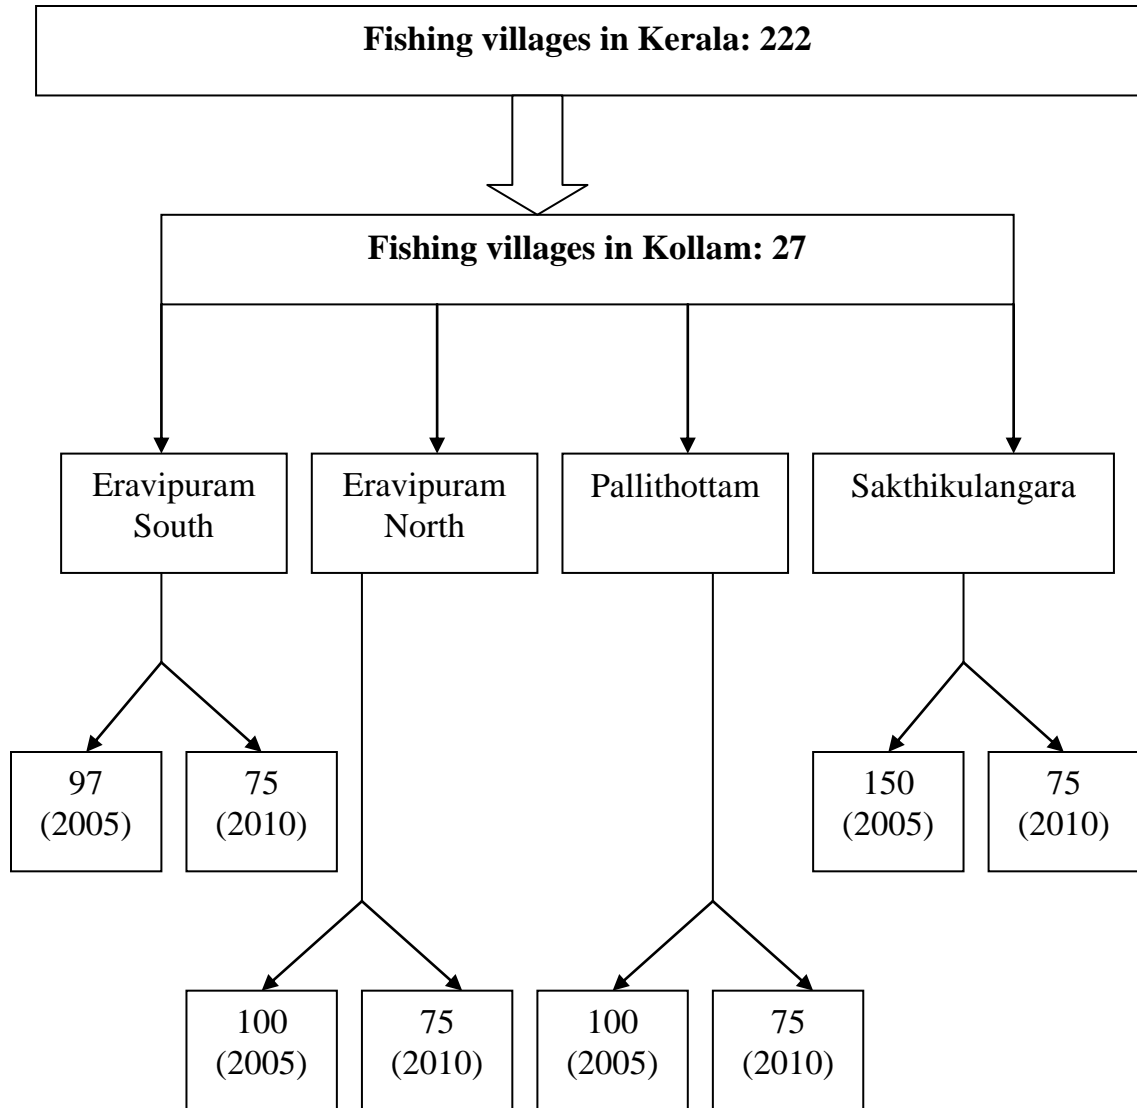 Fishing villages in Kerala: 222
Fishing villages in Kollam: 27
Eravipuram
South
Eravipuram
North
Pallithottam
Sakthikulangara
97
(2005)
75
(2010)
150
(2005)
75
(2010)
100
(2005)
75
(2010)
100
(2005)
75
(2010)